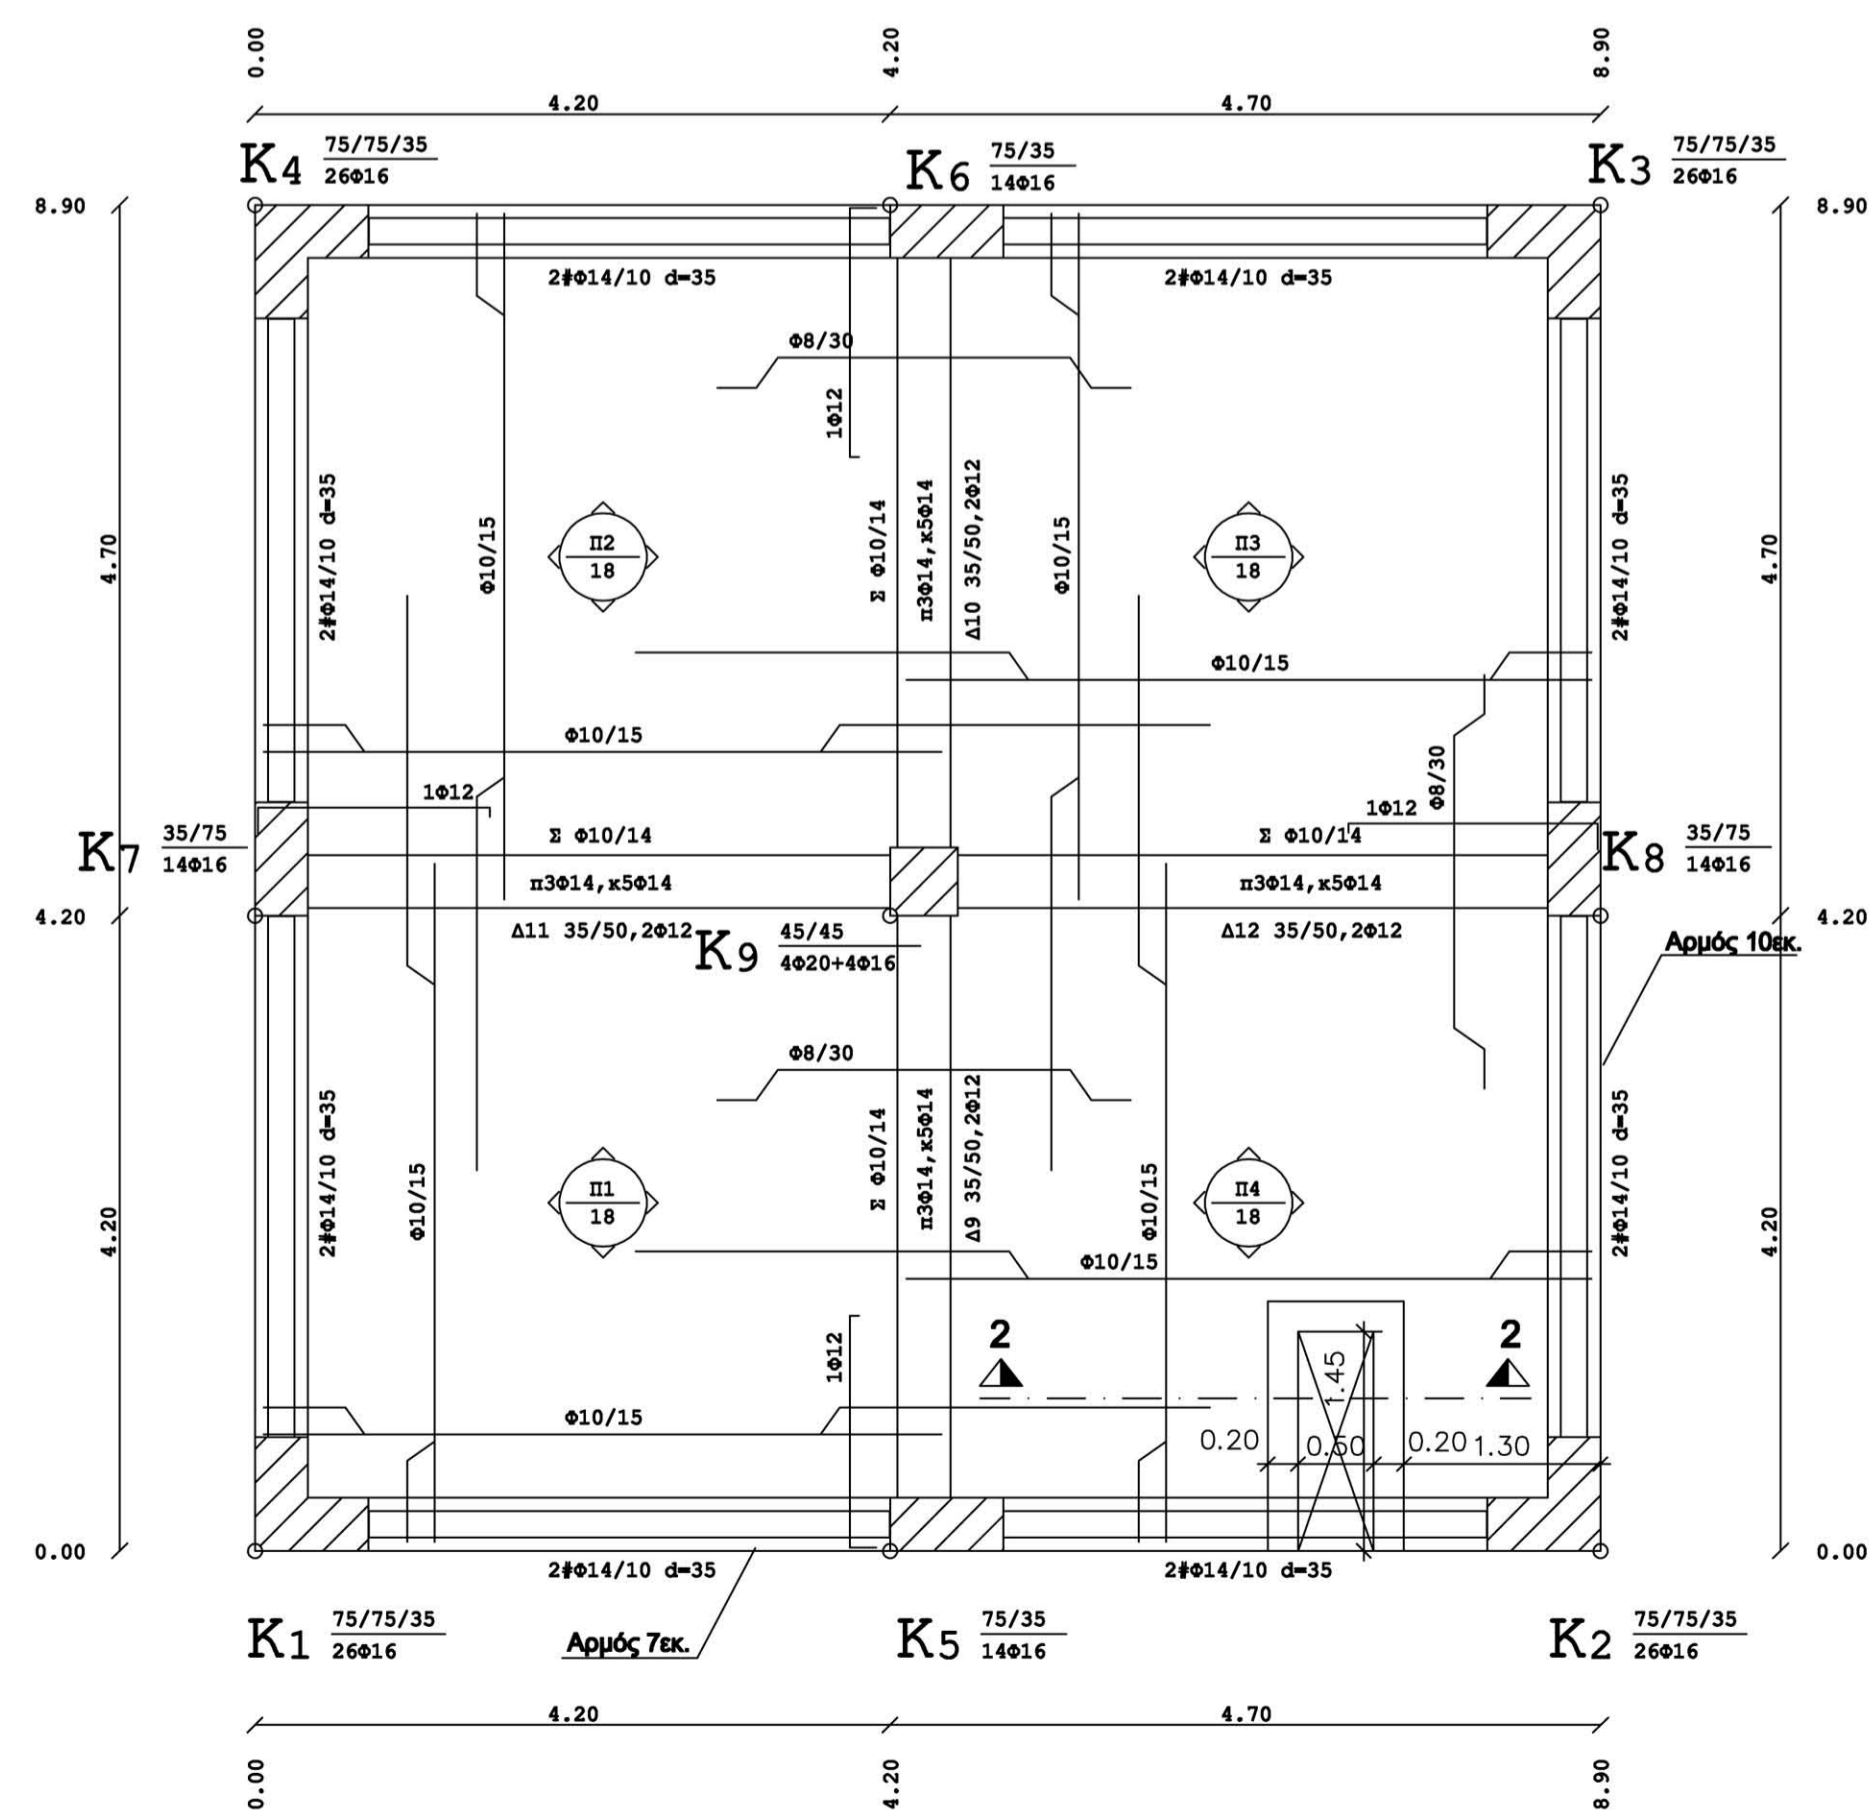 0.00
4.20
8.90
4.20
4.70
K4 75/75/35
26Φ16
K6 75/35
14Φ16
K3 75/75/35
26Φ16
8.90
8.90
2#Φ14/10 d=35
2#Φ14/10 d=35
Φ8/30
1Φ12
2#Φ14/10 d=35
Φ10/15
Π2
18
Σ Φ10/14
π3Φ14,κ5Φ14
Δ10 35/50,2Φ12
Φ10/15
Π3
18
2#Φ14/10 d=35
4.70
4.70
Φ10/15
Φ10/15
Φ8/30
1Φ12
1Φ12
K7 35/75
14Φ16
Σ Φ10/14
Σ Φ10/14
K8 35/75
14Φ16
π3Φ14,κ5Φ14
π3Φ14,κ5Φ14
4.20
4.20
Δ11 35/50,2Φ12
K9 45/45
4Φ20+4Φ16
Δ12 35/50,2Φ12
Αρμός 10εκ.
Φ8/30
2#Φ14/10 d=35
Φ10/15
Π1
18
Σ Φ10/14
π3Φ14,κ5Φ14
Δ9 35/50,2Φ12
Φ10/15
Π4
18
2#Φ14/10 d=35
4.20
4.20
Φ10/15
1Φ12
2
2
1.45
Φ10/15
0.20
0.50
0.20
1.30
0.00
0.00
2#Φ14/10 d=35
2#Φ14/10 d=35
K1 75/75/35
26Φ16
Αρμός 7εκ.
K5 75/35
14Φ16
K2 75/75/35
26Φ16
4.20
4.70
0.00
4.20
8.90